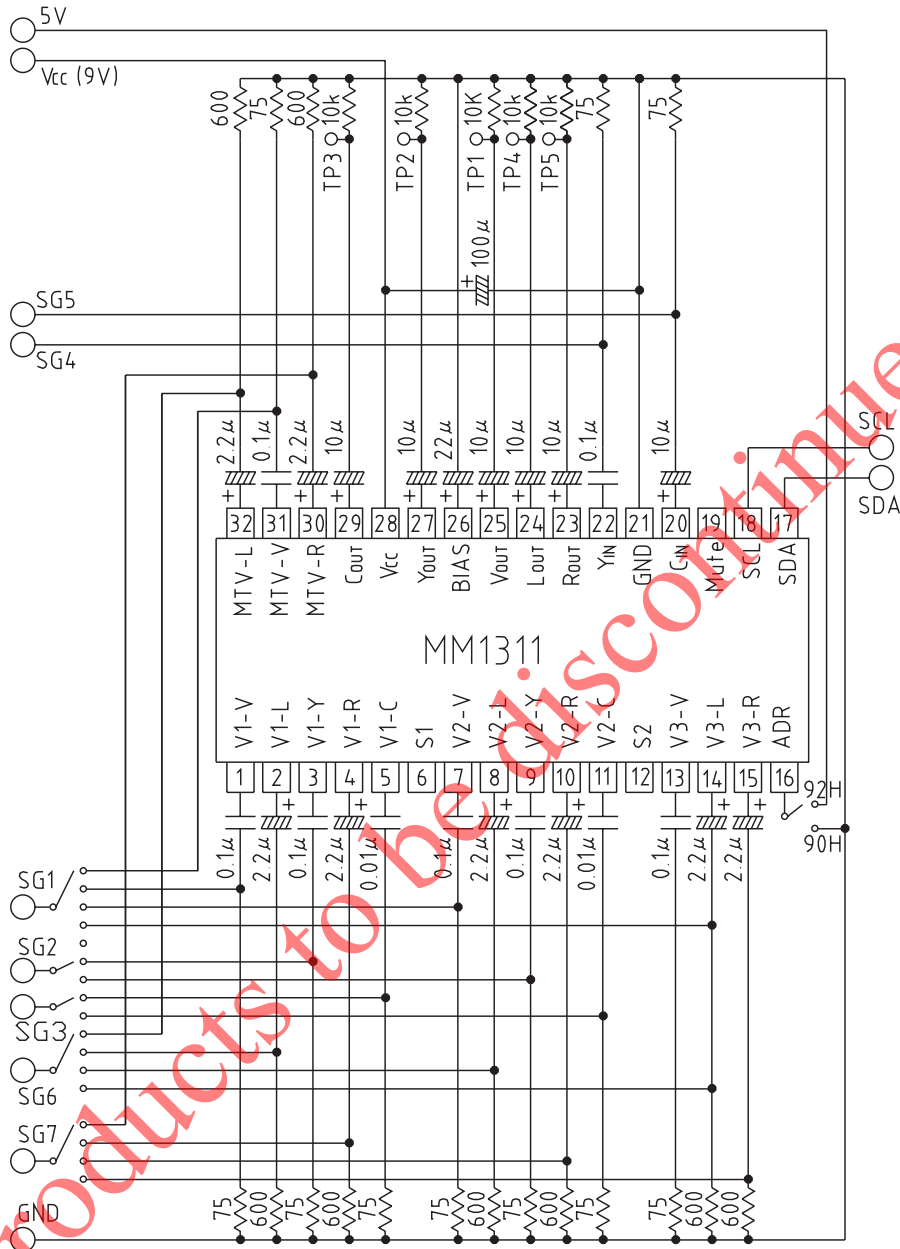 5V
Vcc (9V)
600
75
600
10k
10k
10K
10k
10k
75
75
TP3
TP2
TP1
TP4
TP5
+
100μ
SG5
SG4
2.2μ
0.1μ
2.2μ
10μ
10μ
22μ
10μ
10μ
10μ
0.1μ
10μ
SCL
SDA
+ + + + + + + + +
32 31 30 29 28 27 26 25 24 23 22 21 20 19 18 17
MTV-L
MTV-V
MTV-R
COUT
Vcc
YOUT
BIAS
VOUT
LOUT
ROUT
YIN
GND
CIN
Mute
SCL
SDA
MM1311
V1-V
V1-L
V1-Y
V1-R
V1-C
S1
V2-V
V2-L
V2-Y
V2-R
V2-C
S2
V3-V
V3-L
V3-R
ADR
1 2 3 4 5 6 7 8 9 10 11 12 13 14 15 16
+ + + + + +
92H
90H
0.1μ
2.2μ
0.1μ
2.2μ
0.01μ
0.1μ
2.2μ
0.1μ
2.2μ
0.01μ
0.1μ
2.2μ
2.2μ
SG1
SG2
SG3
SG6
SG7
GND
75
600
75
600
75
75
600
75
600
75
75
600
600
roducts to be discontinue